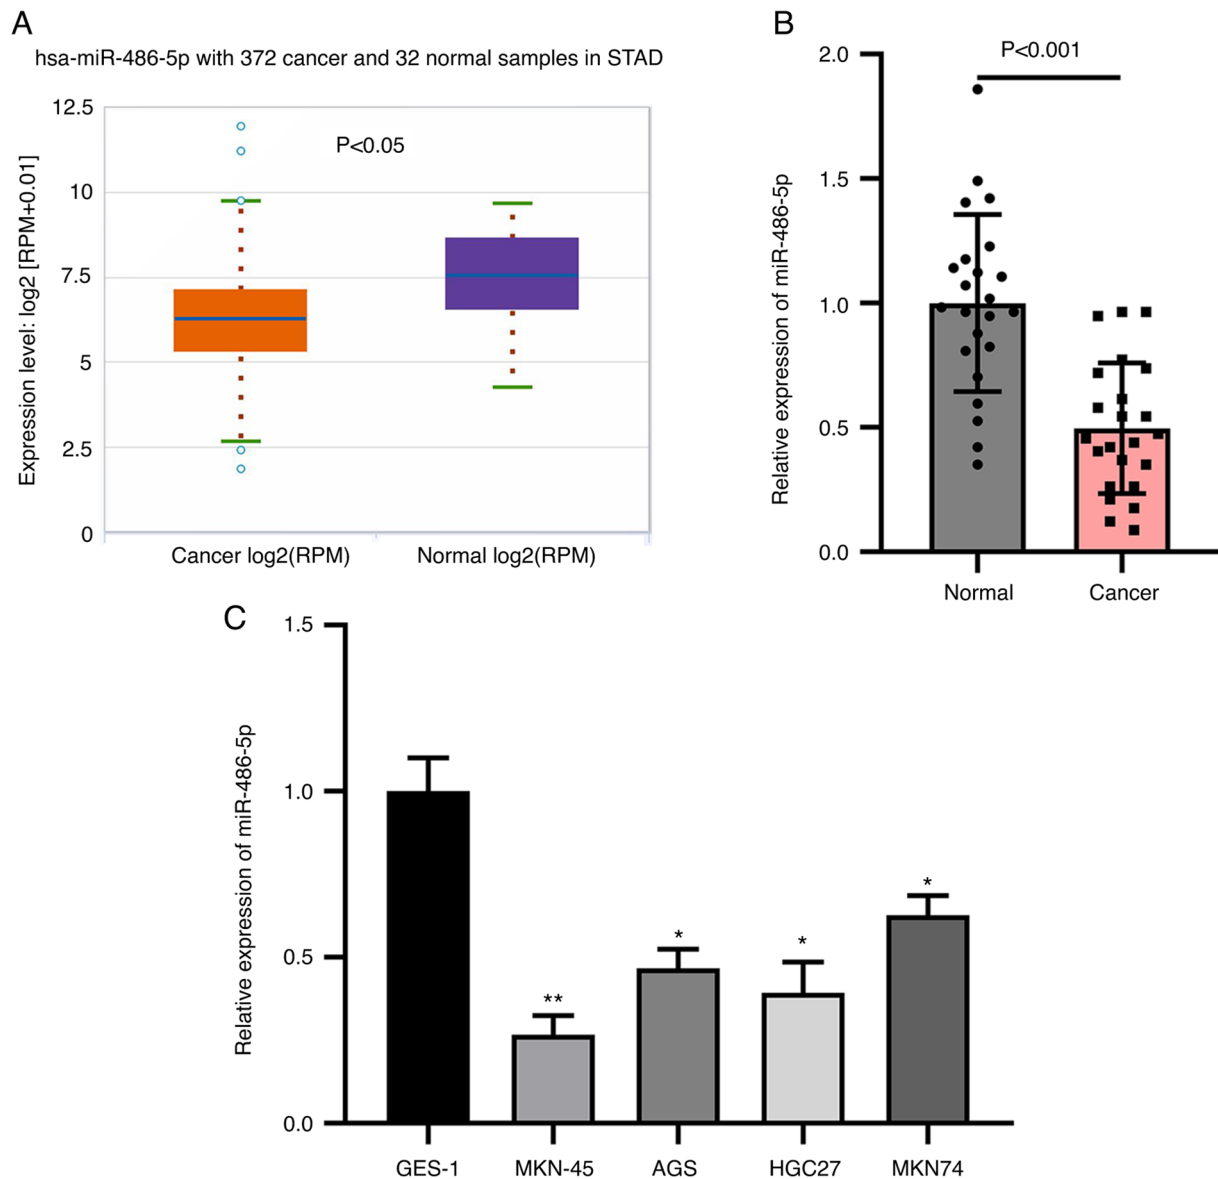 A
hsa-miR-486-5p with 372 cancer and 32 normal samples in STAD
Expression level: log2 [RPM+0.01]
12.5
10
7.5
5
2.5
0
P<0.05
Cancer log2(RPM)
Normal log2(RPM)
B
Relative expression of miR-486-5p
2.0
1.5
1.0
0.5
0.0
P<0.001
Normal
Cancer
C
Relative expression of miR-486-5p
1.5
1.0
0.5
0.0
**
*
*
*
GES-1
MKN-45
AGS
HGC27
MKN74